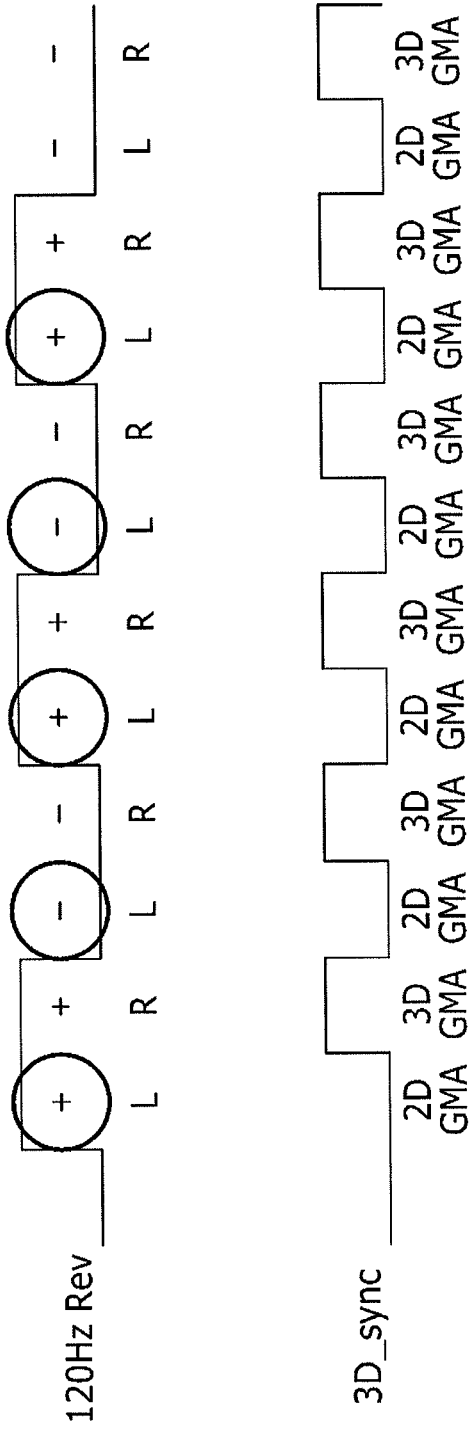 120Hz Rev + + − − + + − − + + − −
L R L R L R L R L R L R
3D_sync
2D 3D 2D 3D 2D 3D 2D 3D 2D 3D 2D 3D
GMA GMA GMA GMA GMA GMA GMA GMA GMA GMA GMA GMA